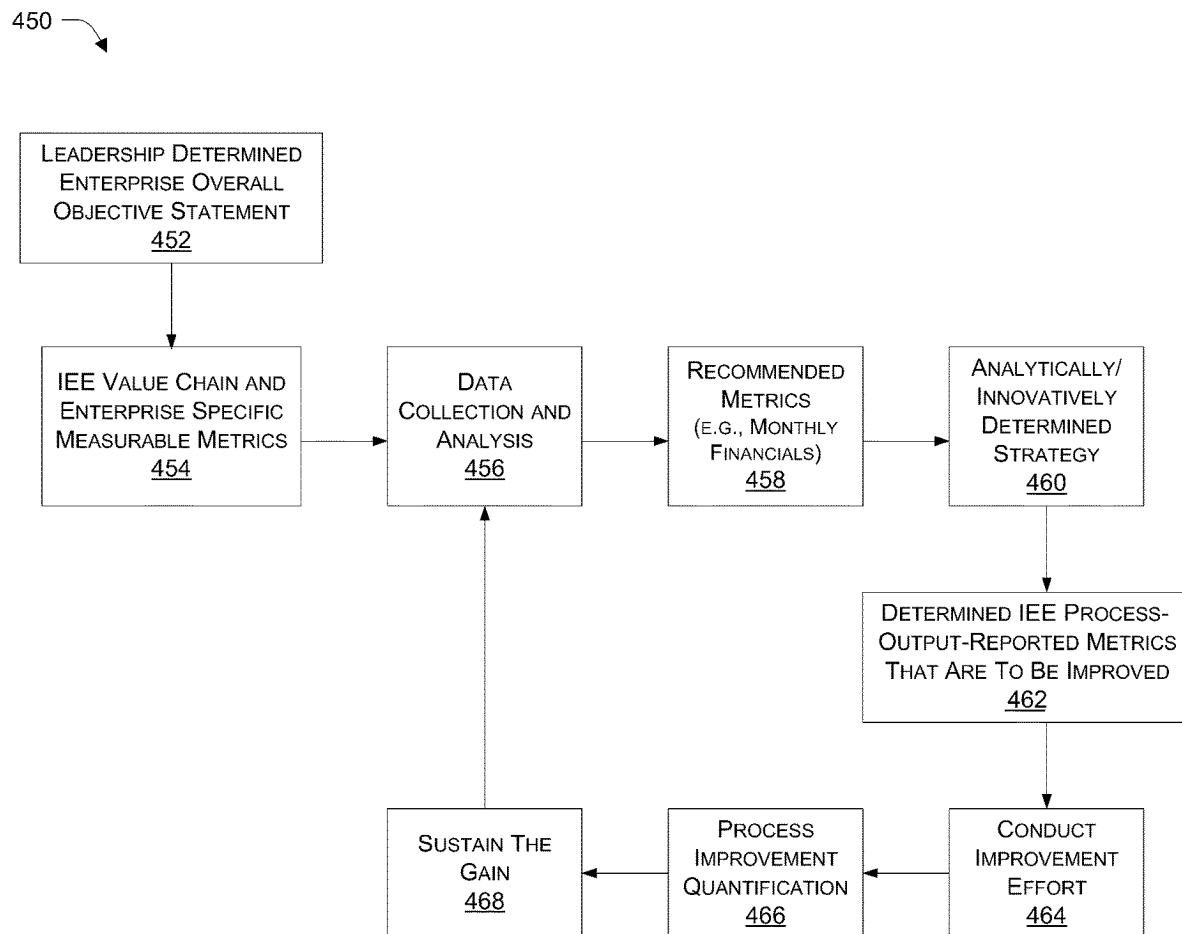 450
LEADERSHIP DETERMINED
ENTERPRISE OVERALL
OBJECTIVE STATEMENT
452
IEE VALUE CHAIN AND
ENTERPRISE SPECIFIC
MEASURABLE METRICS
454
DATA
COLLECTION AND
ANALYSIS
456
RECOMMENDED
METRICS
(E.G., MONTHLY
FINANCIALS)
458
ANALYTICALLY/
INNOVATIVELY
DETERMINED
STRATEGY
460
DETERMINED IEE PROCESS-
OUTPUT-REPORTED METRICS
THAT ARE TO BE IMPROVED
462
CONDUCT
IMPROVEMENT
EFFORT
464
PROCESS
IMPROVEMENT
QUANTIFICATION
466
SUSTAIN THE
GAIN
468